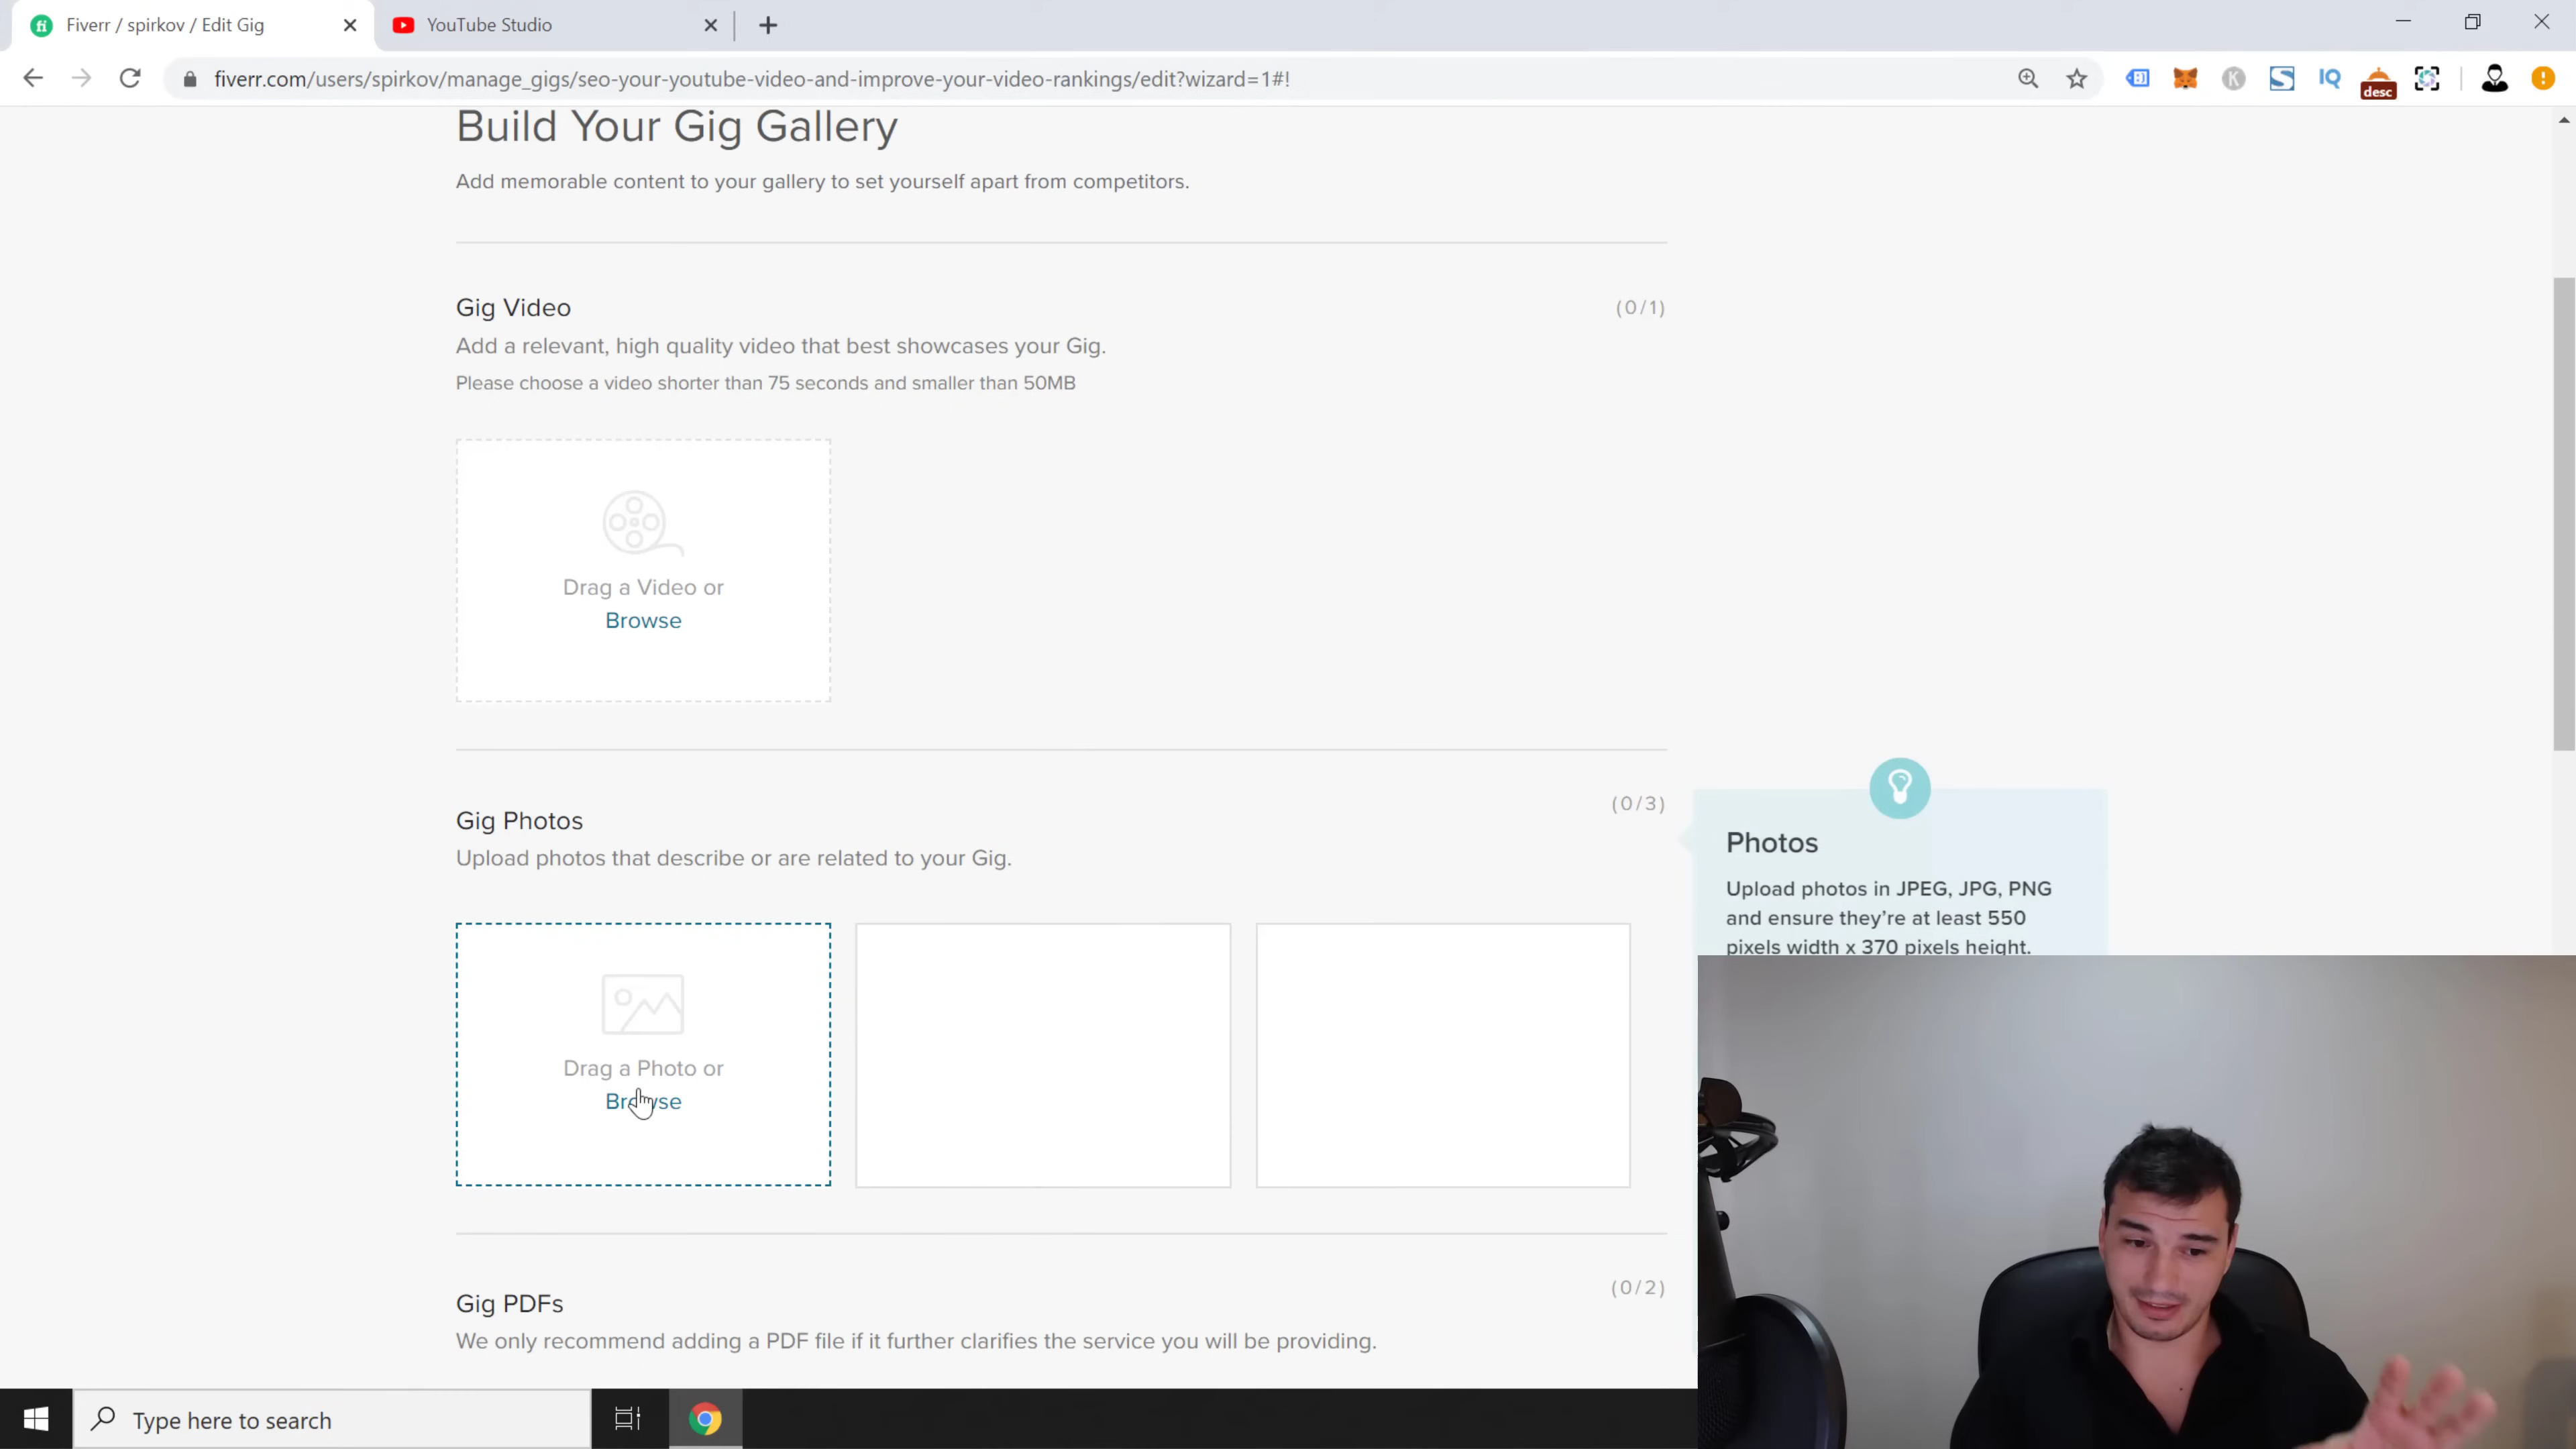 Fiverr / spirkov / Edit Gig
YouTube Studio
fiverr.com/users/spirkov/manage_gigs/seo-your-youtube-video-and-improve-your-video-rankings/edit?wizard=1#!
K
S
IQ
desc
Build Your Gig Gallery
Add memorable content to your gallery to set yourself apart from competitors.
Gig Video
(0/1)
Add a relevant, high quality video that best showcases your Gig.
Please choose a video shorter than 75 seconds and smaller than 50MB
Drag a Video or
Browse
Gig Photos
(0/3)
Upload photos that describe or are related to your Gig.
Drag a Photo or
Browse
Photos
Upload photos in JPEG, JPG, PNG
and ensure they're at least 550
pixels width x 370 pixels height.
Gig PDFs
(0/2)
We only recommend adding a PDF file if it further clarifies the service you will be providing.
Type here to search